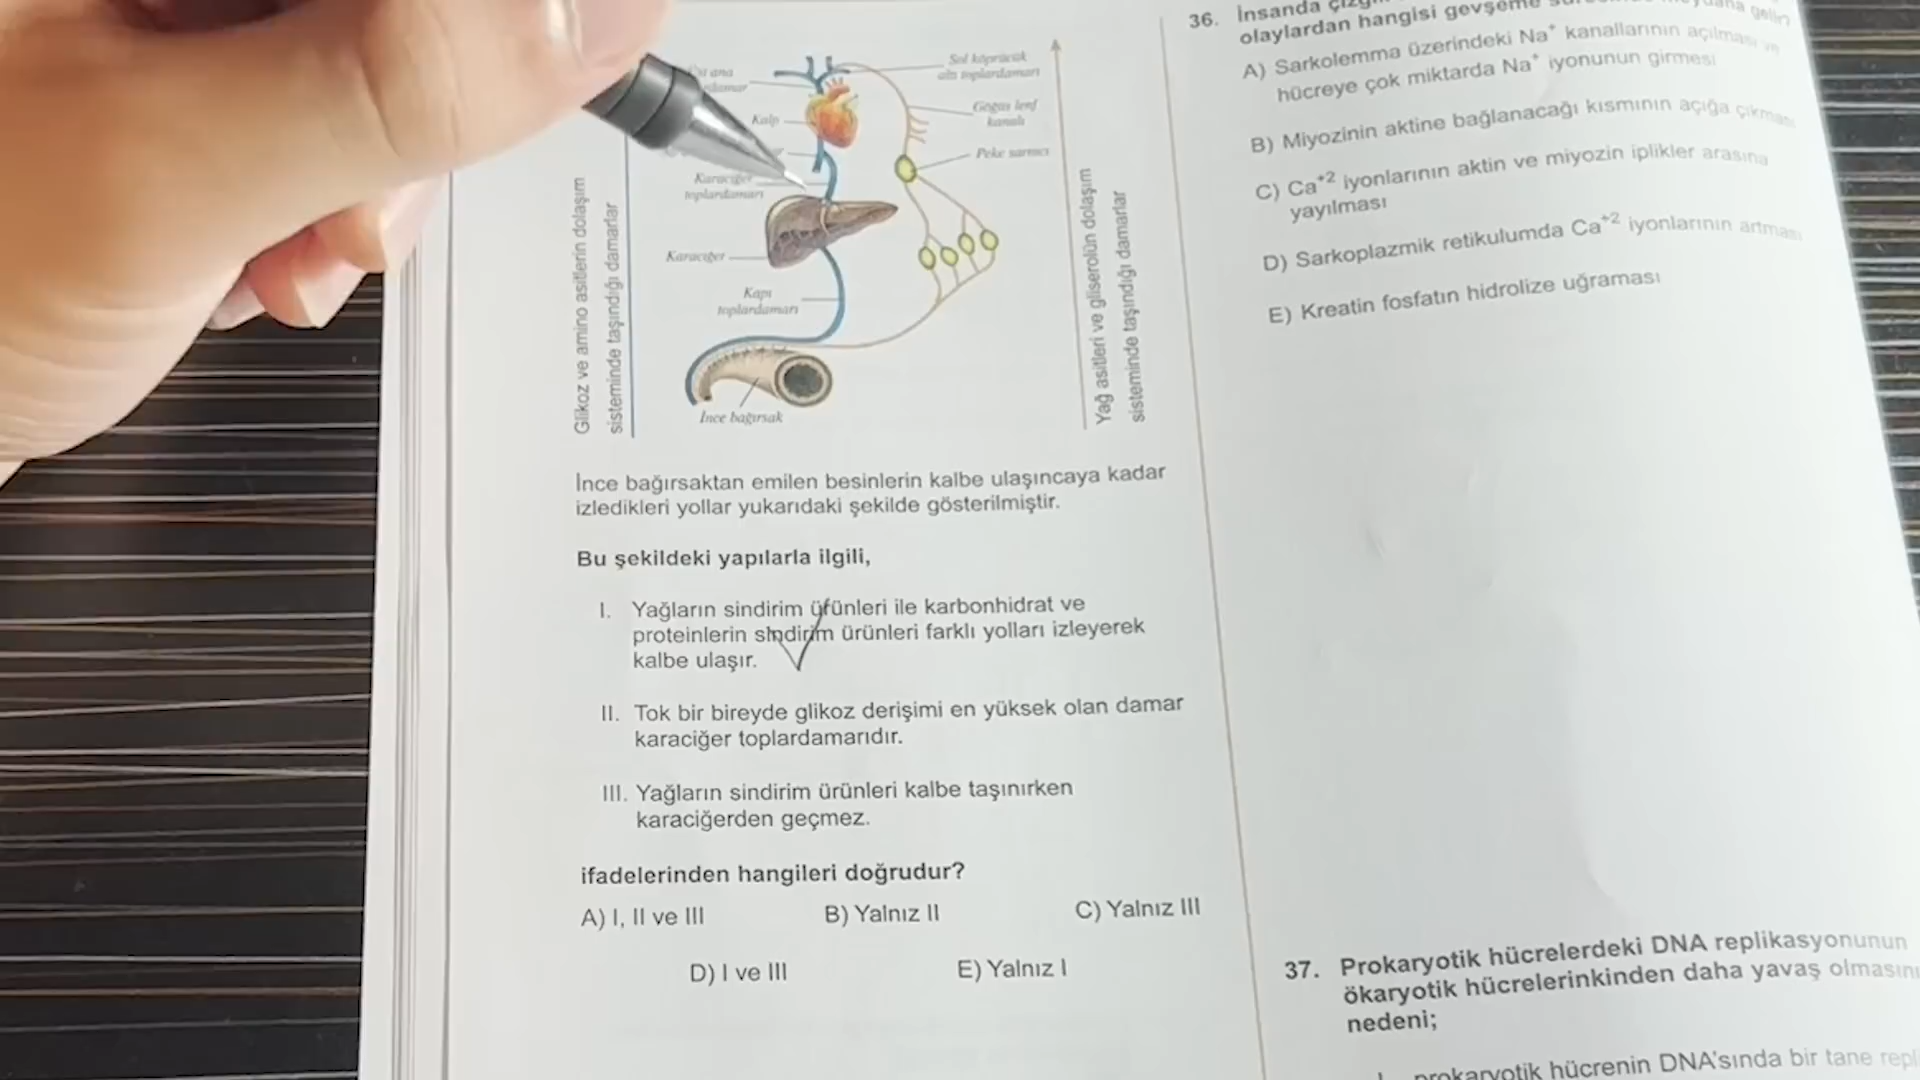 Kalp
Karaciğer
toplardamarı
Karaciğer
Kapı
toplardamarı
İnce bağırsak
Sol köprücük
altı toplardamarı
Göğüs lenf
kanalı
Peke sarnıcı
Glikoz ve amino asitlerin dolaşım
sisteminde taşındığı damarlar
Yağ asitleri ve gliserolün dolaşım
sisteminde taşındığı damarlar
İnce bağırsaktan emilen besinlerin kalbe ulaşıncaya kadar
izledikleri yollar yukarıdaki şekilde gösterilmiştir.
Bu şekildeki yapılarla ilgili,
I. Yağların sindirim ürünleri ile karbonhidrat ve
proteinlerin sindirim ürünleri farklı yolları izleyerek
kalbe ulaşır.
II. Tok bir bireyde glikoz derişimi en yüksek olan damar
karaciğer toplardamarıdır.
III. Yağların sindirim ürünleri kalbe taşınırken
karaciğerden geçmez.
ifadelerinden hangileri doğrudur?
A) I, II ve III B) Yalnız II C) Yalnız III
D) I ve III E) Yalnız I
36. İnsanda
olaylardan hangisi gevşeme
A) Sarkolemma üzerindeki Na+ kanallarının açılması ve
hücreye çok miktarda Na+ iyonunun girmesi
B) Miyozinin aktine bağlanacağı kısmının açığa çıkması
C) Ca+2 iyonlarının aktin ve miyozin iplikler arasına
yayılması
D) Sarkoplazmik retikulumda Ca+2 iyonlarının artması
E) Kreatin fosfatın hidrolize uğraması
37. Prokaryotik hücrelerdeki DNA replikasyonunun
ökaryotik hücrelerinkinden daha yavaş olmasını
nedeni;
prokaryotik hücrenin DNA'sında bir tane repl